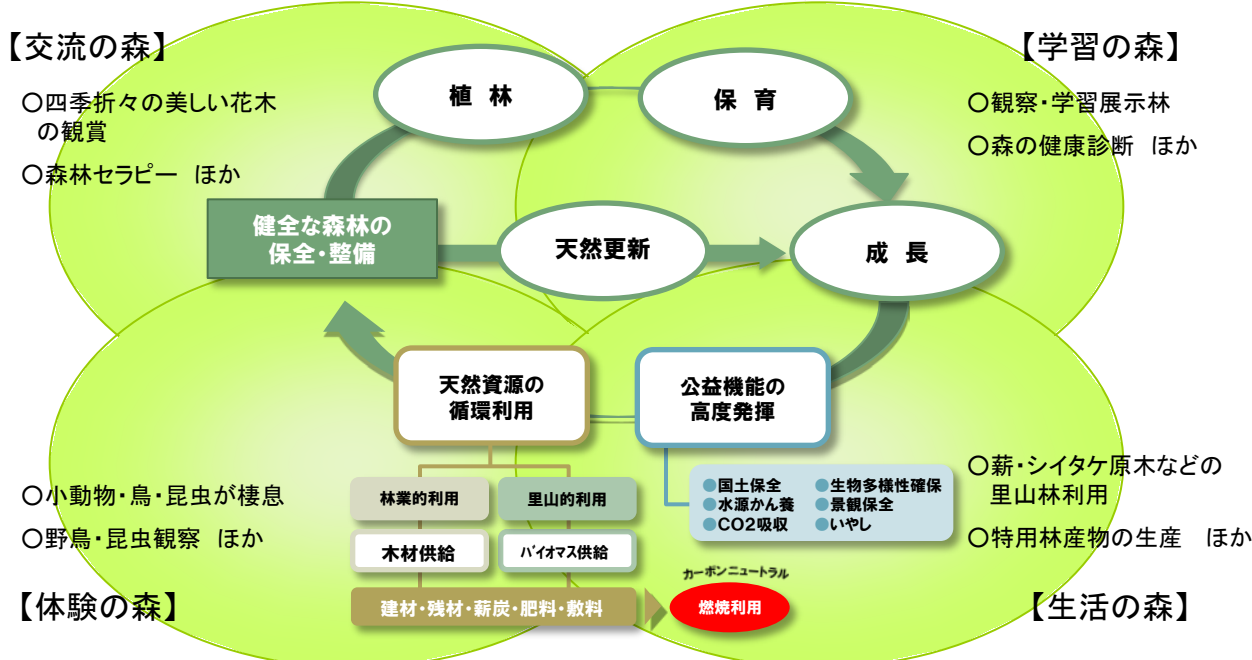 【交流の森】
〇四季折々の美しい花木
の観賞
〇森林セラピー ほか
【学習の森】
〇観察・学習展示林
〇森の健康診断 ほか
植 林
保 育
健全な森林の
保全・整備
天然更新
成 長
天然資源の
循環利用
公益機能の
高度発揮
林業的利用
里山的利用
木材供給
バイオマス供給
建材・残材・薪炭・肥料・敷料
カーボンニュートラル
燃焼利用
●国土保全
●水源かん養
●CO2吸収
●生物多様性確保
●景観保全
●いやし
〇小動物・鳥・昆虫が棲息
〇野鳥・昆虫観察 ほか
【体験の森】
〇薪・シイタケ原木などの
里山林利用
〇特用林産物の生産 ほか
【生活の森】